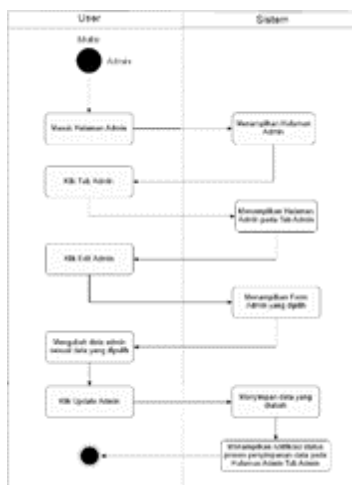 User
Sistem
Mulai
Admin
Masuk Halaman Admin
Menampilkan Halaman
Admin
Klik Tab Admin
Menampilkan Halaman
Admin pada Tab Admin
Klik Edit Admin
Menampilkan Form
Admin yang dipilih
Mengubah data admin
sesuai data yang dipilih
Klik Update Admin
Menyimpan data yang
diubah
Menampilkan notifikasi status
proses penyimpanan data pada
Halaman Admin Tab Admin